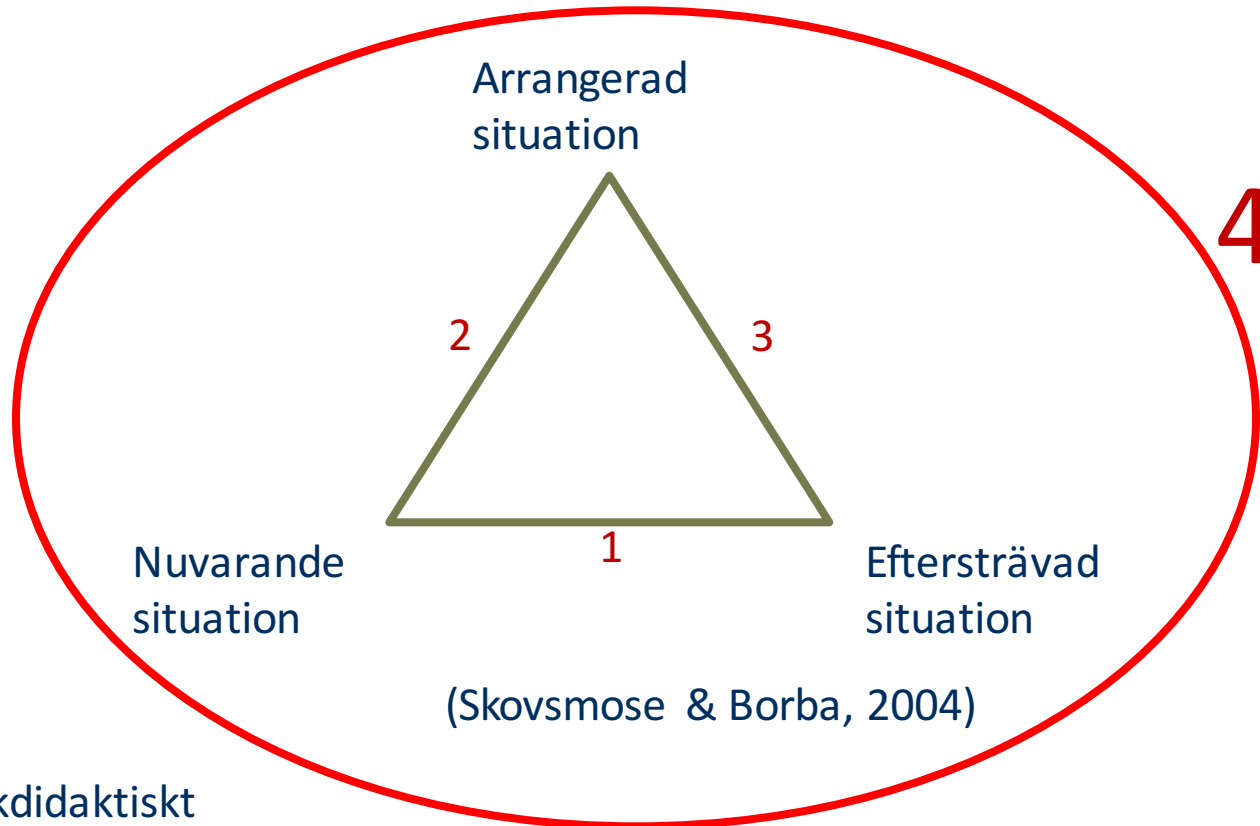 Arrangerad
situation
4
2
3
1
Nuvarande
situation
Eftersträvad
situation
(Skovsmose & Borba, 2004)
kdidaktiskt